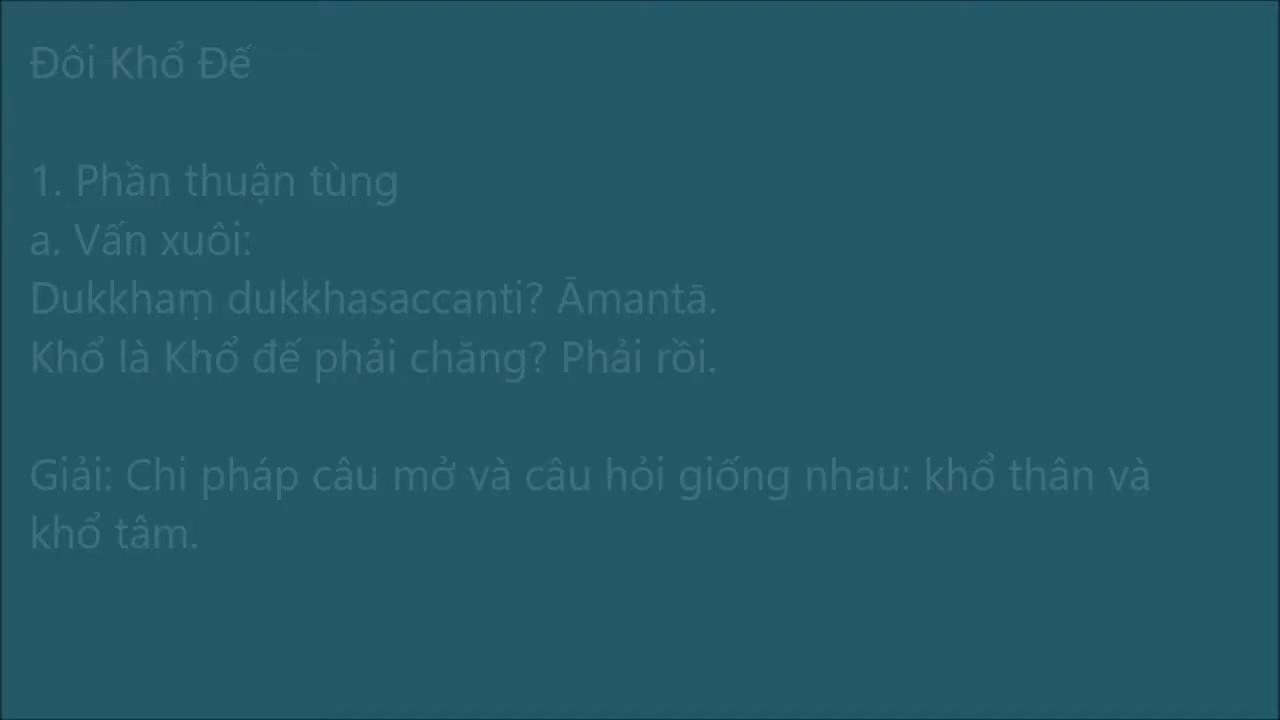 Đôi Khổ Đế
1. Phần thuận tùng
a. Vấn xuôi:
Dukkhaṃ dukkhasaccanti? Āmantā.
Khổ là Khổ đế phải chăng? Phải rồi.
Giải: Chi pháp câu mở và câu hỏi giống nhau: khổ thân và
khổ tâm.